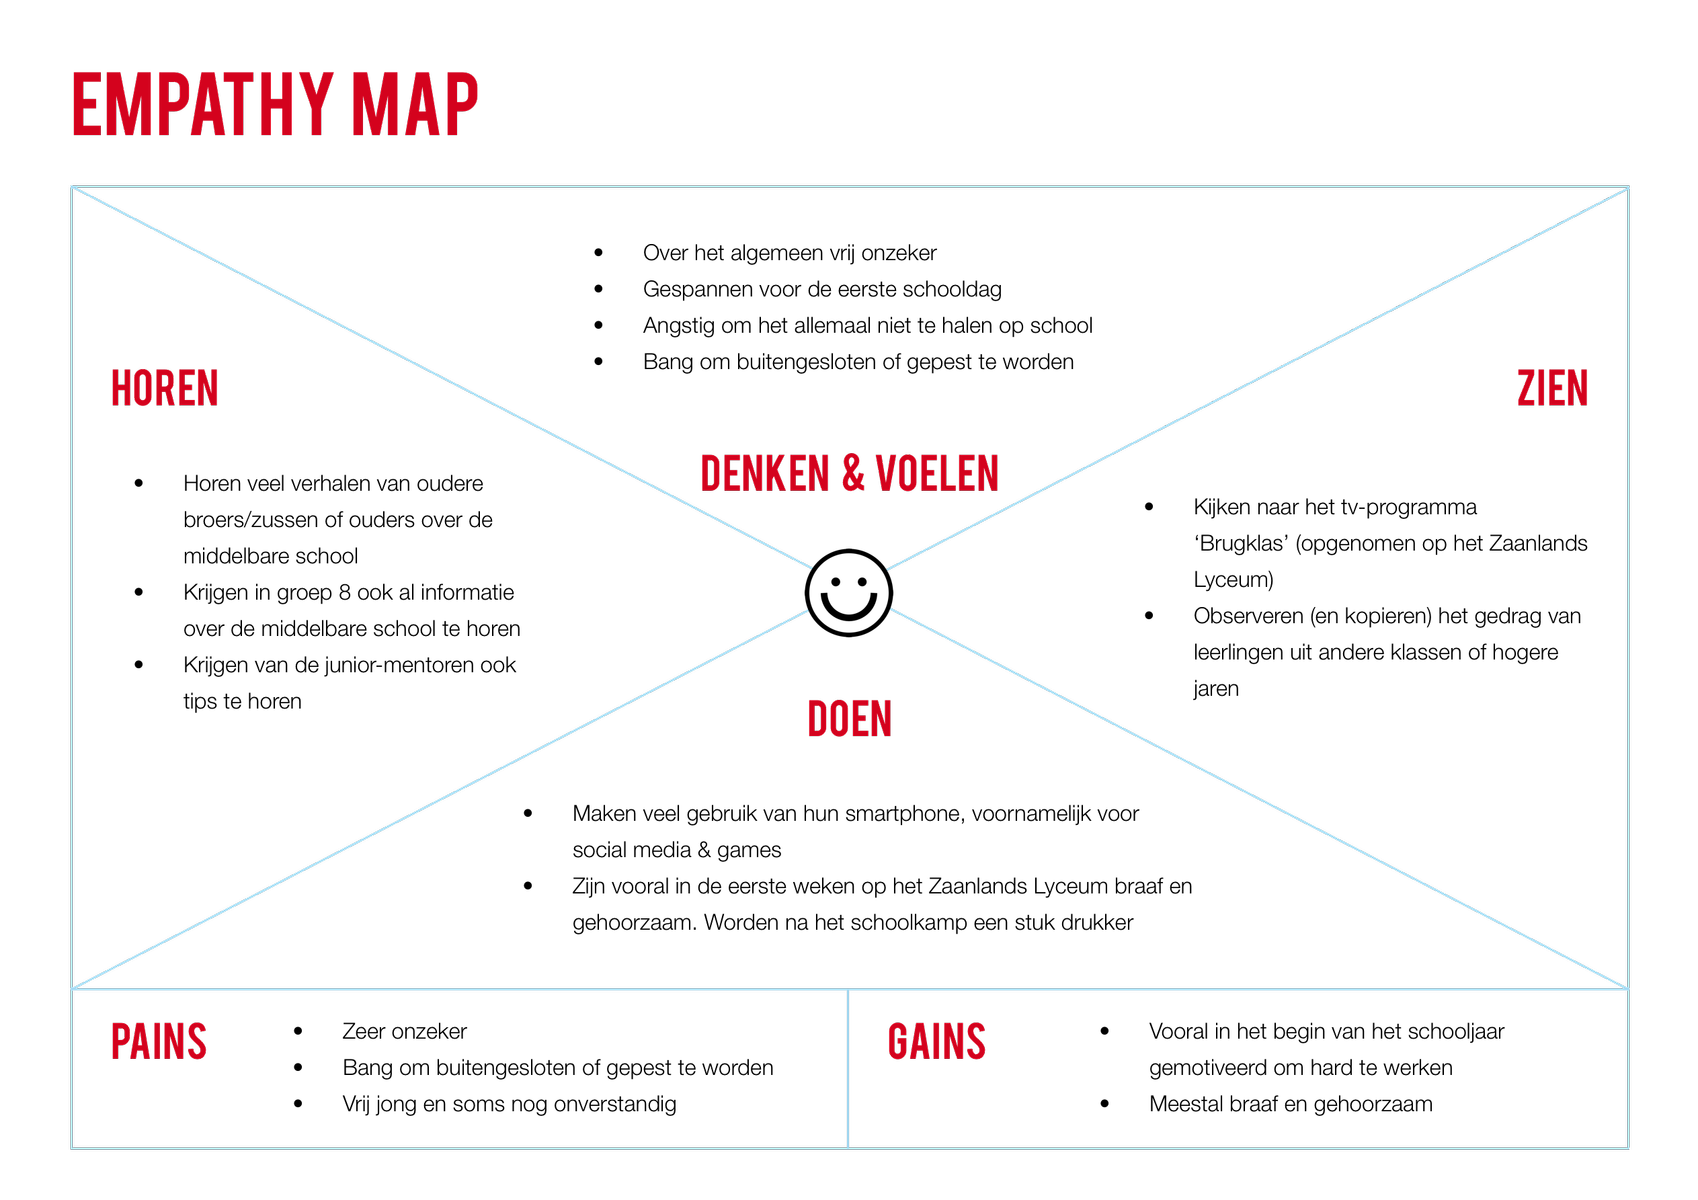 EMPATHY MAP
• Over het algemeen vrij onzeker
• Gespannen voor de eerste schooldag
• Angstig om het allemaal niet te halen op school
• Bang om buitengesloten of gepest te worden
DENKEN & VOELEN
HOREN
• Horen veel verhalen van oudere
broers/zussen of ouders over de
middelbare school
• Krijgen in groep 8 ook al informatie
over de middelbare school te horen
• Krijgen van de junior-mentoren ook
tips te horen
ZIEN
• Kijken naar het tv-programma
‘Brugklas’ (opgenomen op het Zaanlands
Lyceum)
• Observeren (en kopieren) het gedrag van
leerlingen uit andere klassen of hogere
jaren
DOEN
• Maken veel gebruik van hun smartphone, voornamelijk voor
social media & games
• Zijn vooral in de eerste weken op het Zaanlands Lyceum braaf en
gehoorzaam. Worden na het schoolkamp een stuk drukker
PAINS
• Zeer onzeker
• Bang om buitengesloten of gepest te worden
• Vrij jong en soms nog onverstandig
GAINS
• Vooral in het begin van het schooljaar
gemotiveerd om hard te werken
• Meestal braaf en gehoorzaam